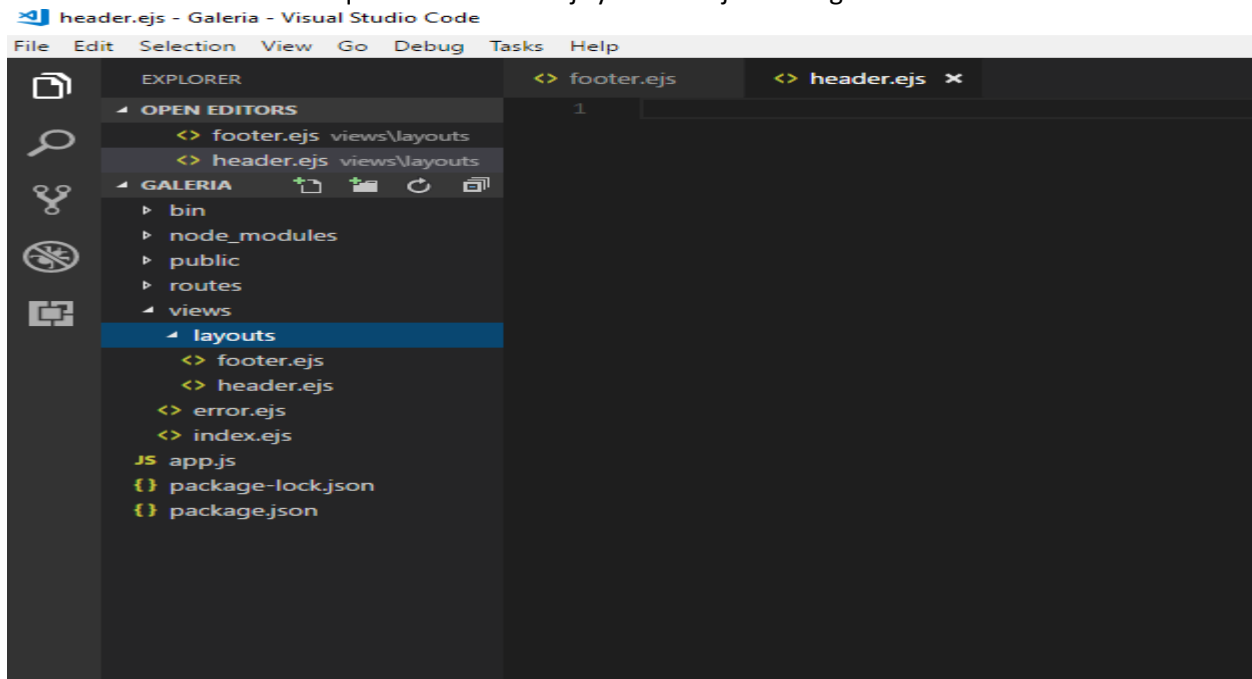 header.ejs - Galeria - Visual Studio Code
File Edit Selection View Go Debug Tasks Help
EXPLORER
OPEN EDITORS
footer.ejs views\layouts
header.ejs views\layouts
GALERIA
bin
node_modules
public
routes
views
layouts
footer.ejs
header.ejs
error.ejs
index.ejs
JS app.js
{} package-lock.json
{} package.json
<> footer.ejs <> header.ejs ×
1